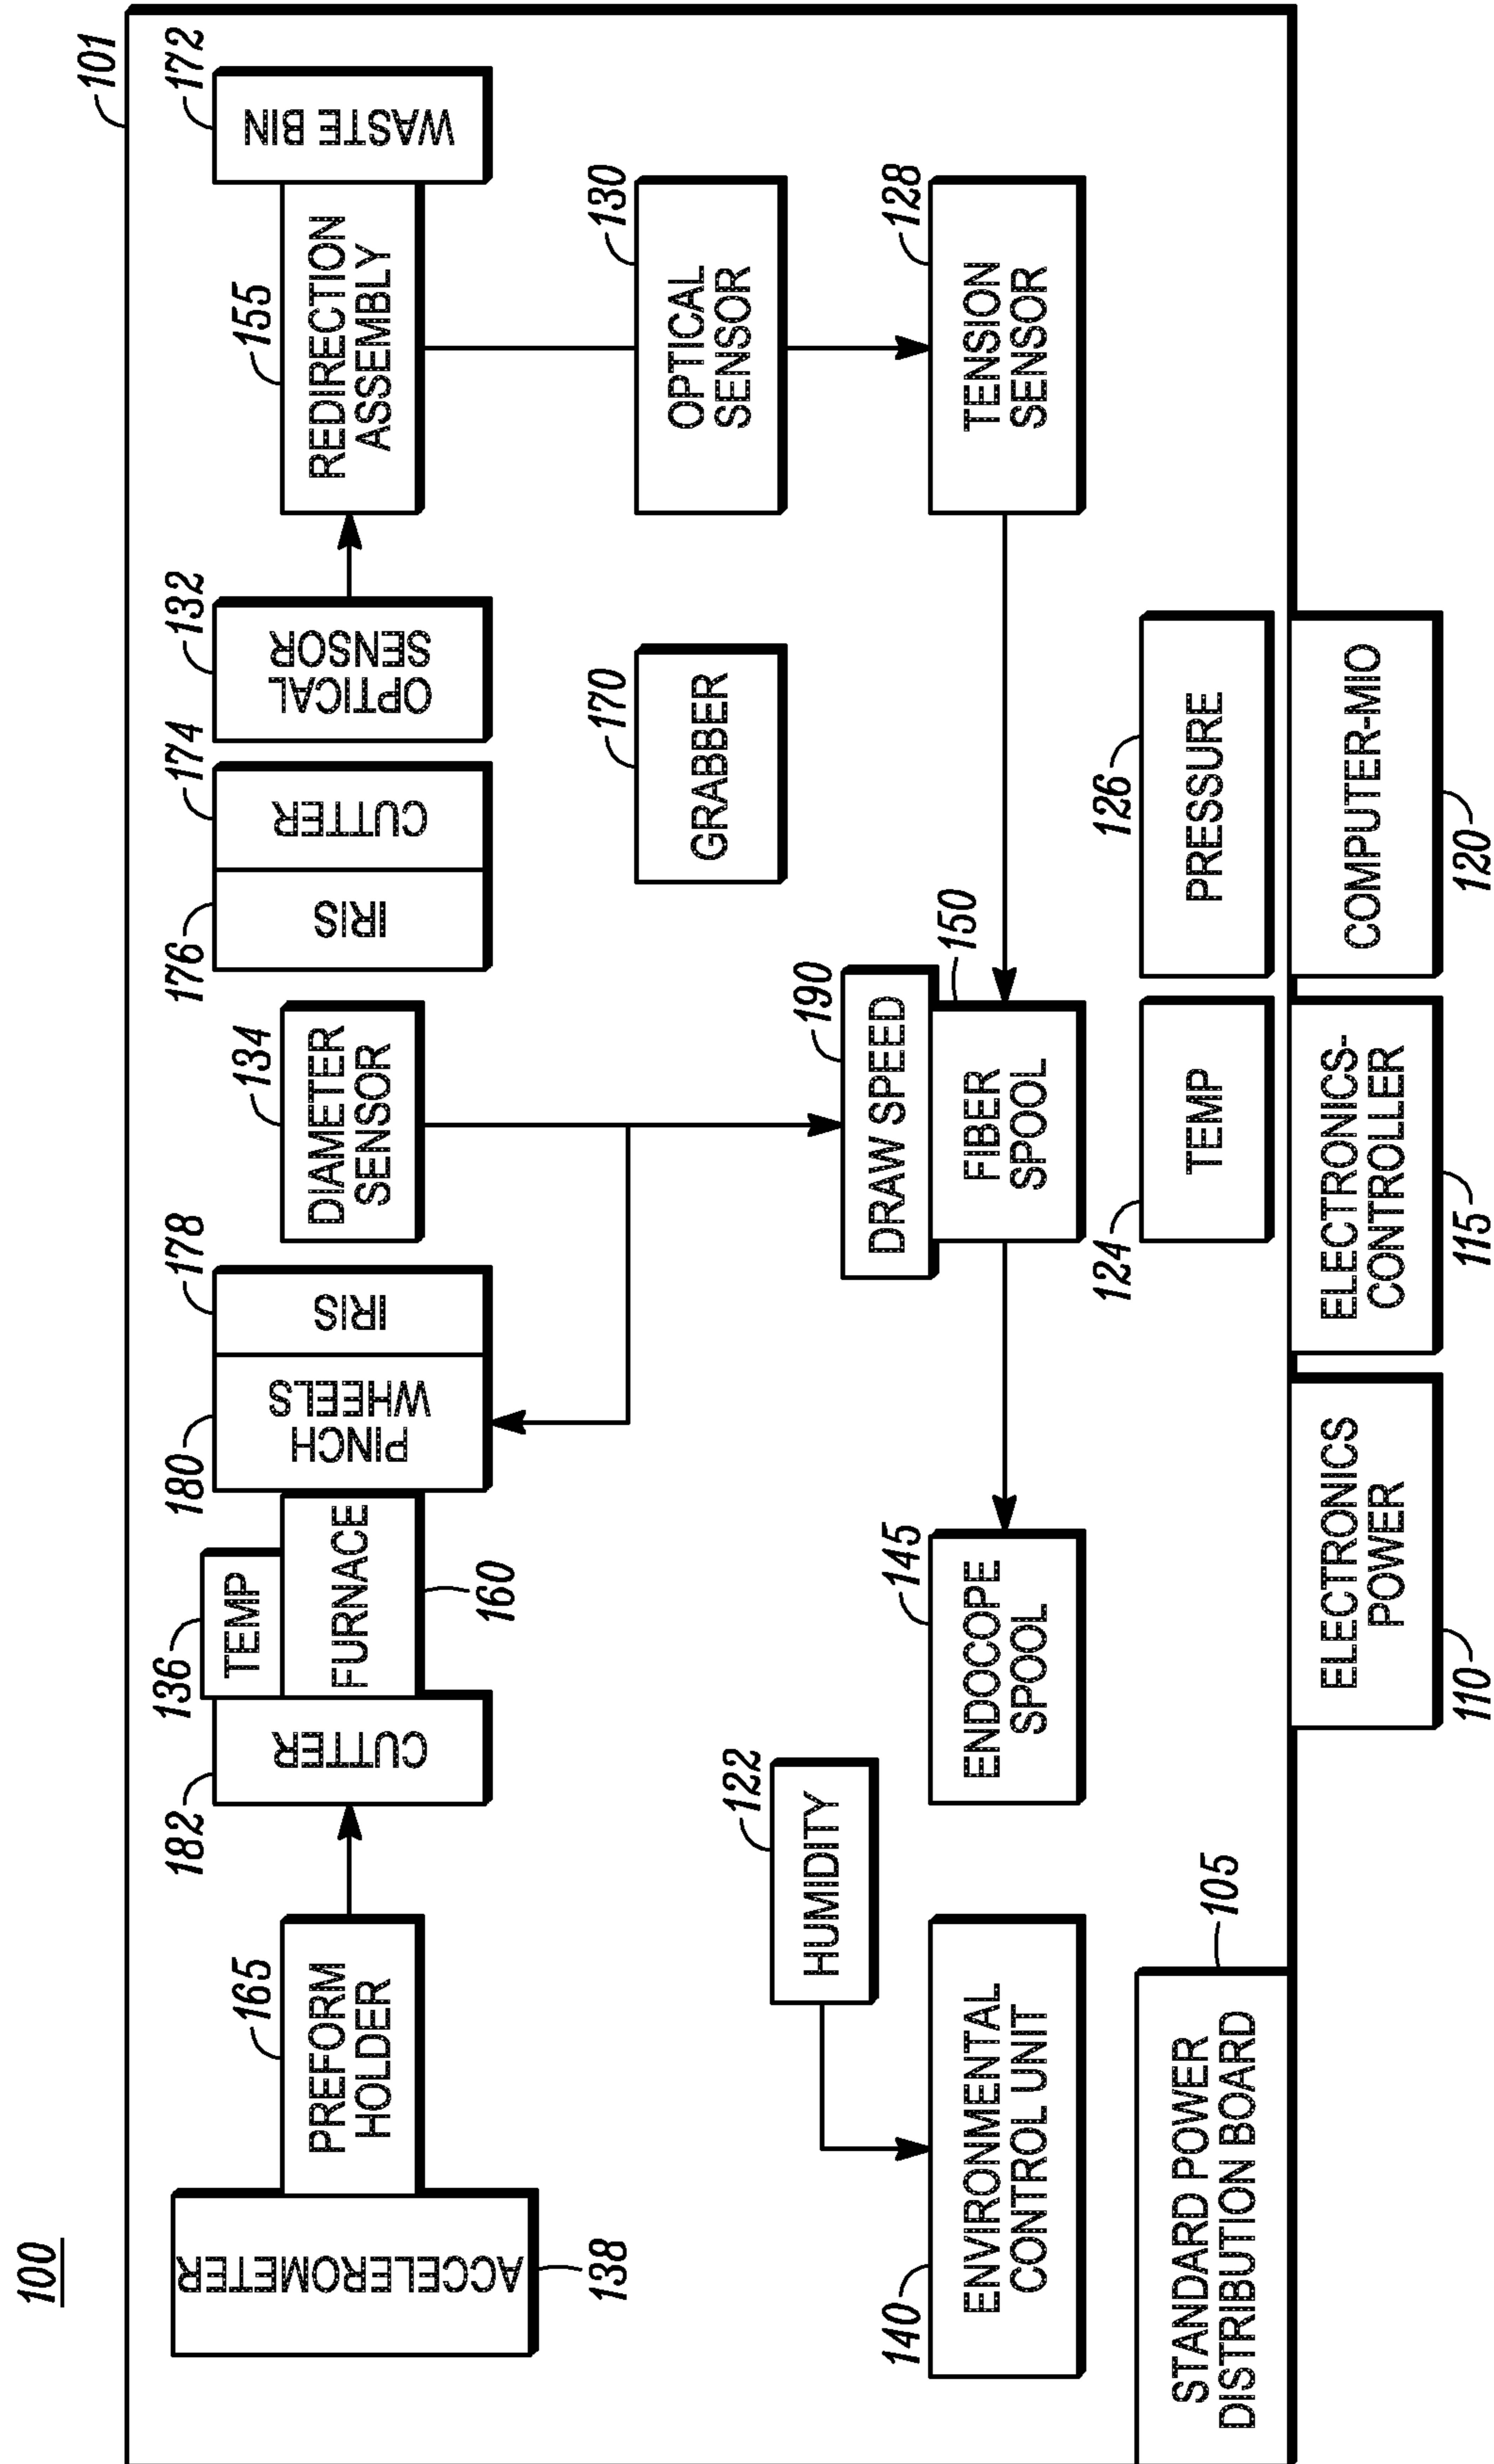 100
101
ACCELEROMETER
138
PREFORM
HOLDER
165
CUTTER
182
TEMP
136
FURNACE
160
PINCH
WHEELS
180
IRIS
178
DIAMETER
SENSOR
134
IRIS
176
CUTTER
174
OPTICAL
SENSOR
132
REDIRECTION
ASSEMBLY
155
WASTE BIN
172
GRABBER
170
OPTICAL
SENSOR
130
HUMIDITY
122
ENVIRONMENTAL
CONTROL UNIT
140
ENDOCOPE
SPOOL
145
DRAW SPEED
190
FIBER
SPOOL
150
TENSION
SENSOR
128
STANDARD POWER
DISTRIBUTION BOARD
105
TEMP
124
PRESSURE
126
ELECTRONICS
POWER
110
ELECTRONICS-
CONTROLLER
115
COMPUTER-MIO
120